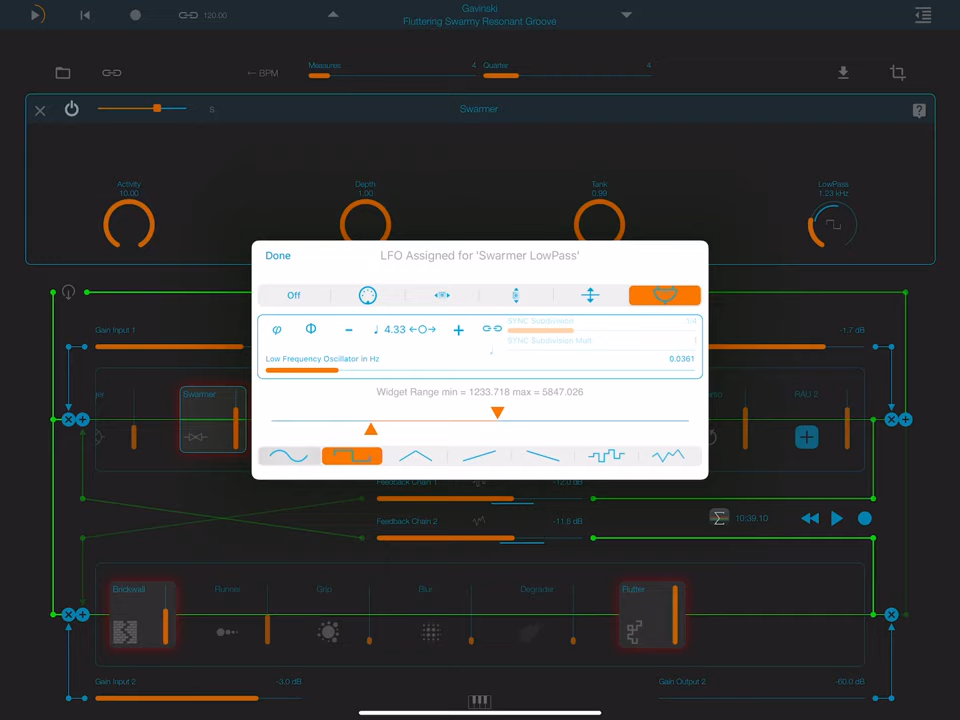 Gavinski
120.00
Fluttering Swarmy Resonant Groove
← BPM
Measures 4
Quarter 4
8
Swarmer
Activity
10.00
Depth
1.00
Tank
0.99
LowPass
1.23 kHz
Done
LFO Assigned for 'Swarmer LowPass'
Off
φ Φ − ♩ 4.33 +
SYNC Subdivision 1/4
SYNC Subdivision Mult 1
Low Frequency Oscillator in Hz 0.0361
Widget Range min = 1233.718 max = 5847.026
Gain Input 1
-1.7 dB
Swarmer
RAU 2
Feedback Chain 1 -12.0 dB
Feedback Chain 2 -11.8 dB
Σ 10:39.10
Brickwall
Runner
Grip
Blur
Degrader
Flutter
Gain Input 2 -3.0 dB
Gain Output 2 -60.0 dB